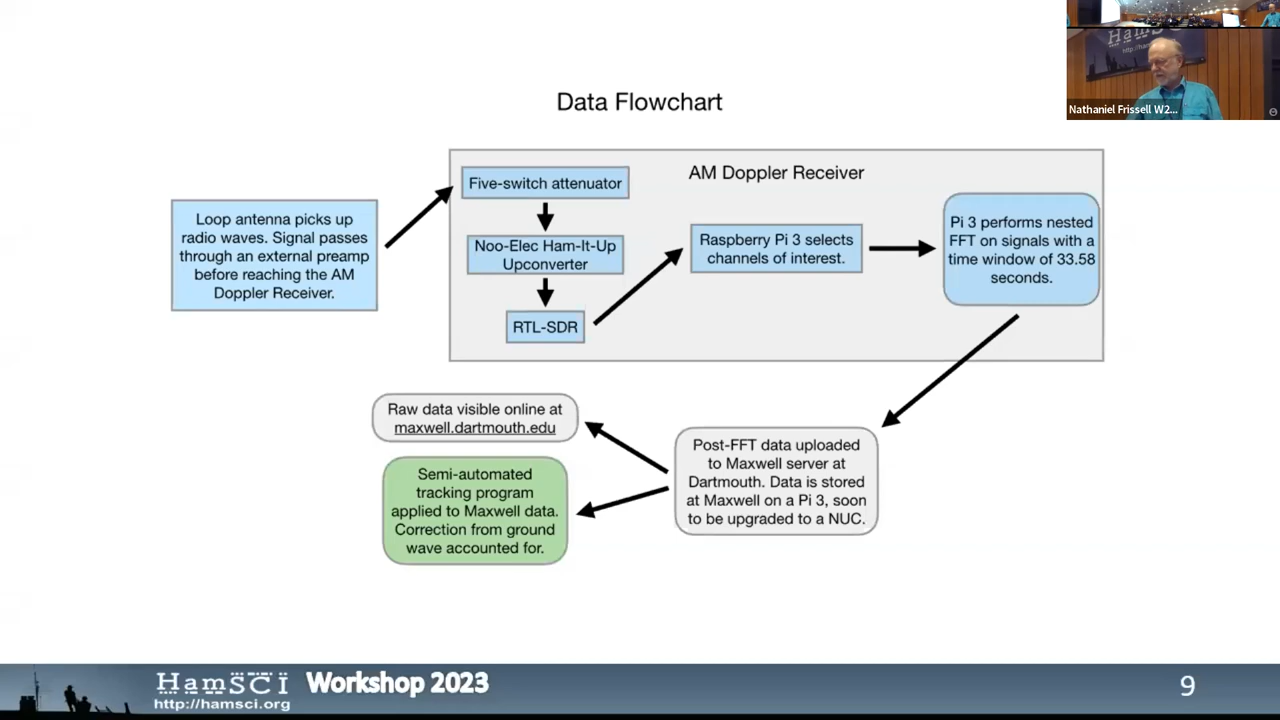 HamSCI
http://ham
Nathaniel Frissell W2...
Data Flowchart
Loop antenna picks up
radio waves. Signal passes
through an external preamp
before reaching the AM
Doppler Receiver.
AM Doppler Receiver
Five-switch attenuator
Noo-Elec Ham-It-Up
Upconverter
RTL-SDR
Raspberry Pi 3 selects
channels of interest.
Pi 3 performs nested
FFT on signals with a
time window of 33.58
seconds.
Post-FFT data uploaded
to Maxwell server at
Dartmouth. Data is stored
at Maxwell on a Pi 3, soon
to be upgraded to a NUC.
Raw data visible online at
maxwell.dartmouth.edu
Semi-automated
tracking program
applied to Maxwell data.
Correction from ground
wave accounted for.
HamSCI
http://hamsci.org
Workshop 2023
9